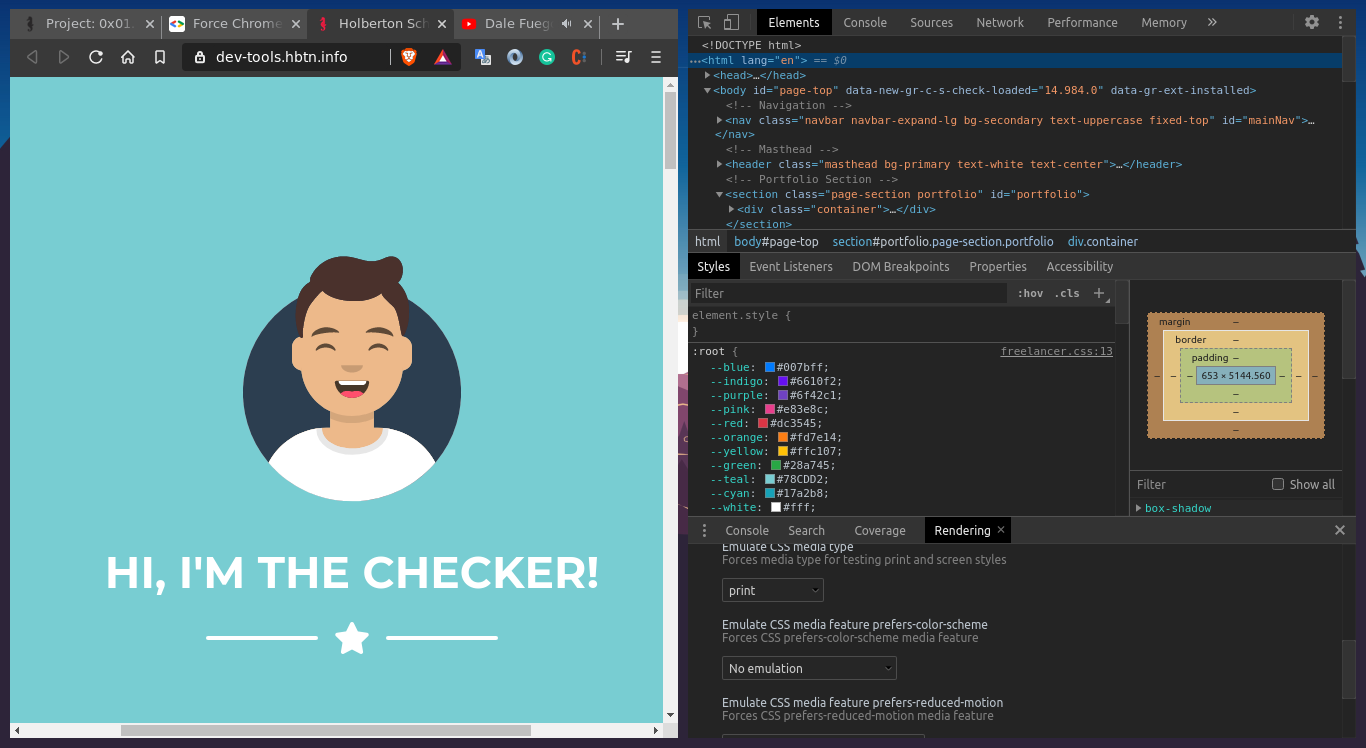 Project: 0x01.
Force Chrome
Holberton Sch
Dale Fueg
dev-tools.hbtn.info
HI, I'M THE CHECKER!
Elements Console Sources Network Performance Memory »
<!DOCTYPE html>
<html lang="en"> == $0
<head>…</head>
<body id="page-top" data-new-gr-c-s-check-loaded="14.984.0" data-gr-ext-installed>
<!-- Navigation -->
<nav class="navbar navbar-expand-lg bg-secondary text-uppercase fixed-top" id="mainNav">…
</nav>
<!-- Masthead -->
<header class="masthead bg-primary text-white text-center">…</header>
<!-- Portfolio Section -->
<section class="page-section portfolio" id="portfolio">
<div class="container">…</div>
</section>
html body#page-top section#portfolio.page-section.portfolio div.container
Styles Event Listeners DOM Breakpoints Properties Accessibility
Filter :hov .cls +
element.style {
}
:root { freelancer.css:13
--blue: #007bff;
--indigo: #6610f2;
--purple: #6f42c1;
--pink: #e83e8c;
--red: #dc3545;
--orange: #fd7e14;
--yellow: #ffc107;
--green: #28a745;
--teal: #78CDD2;
--cyan: #17a2b8;
--white: #fff;
margin –
border –
padding –
– – – 653 × 5144.560 – – –
–
–
–
Filter Show all
box-shadow
Console Search Coverage Rendering ×
Emulate CSS media type
Forces media type for testing print and screen styles
print
Emulate CSS media feature prefers-color-scheme
Forces CSS prefers-color-scheme media feature
No emulation
Emulate CSS media feature prefers-reduced-motion
Forces CSS prefers-reduced-motion media feature